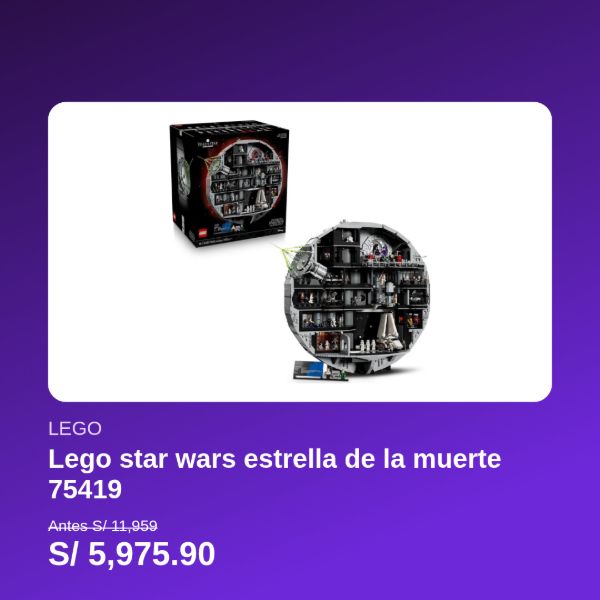 LEGO
Lego star wars estrella de la muerte
75419
Antes S/ 11,959
S/ 5,975.90